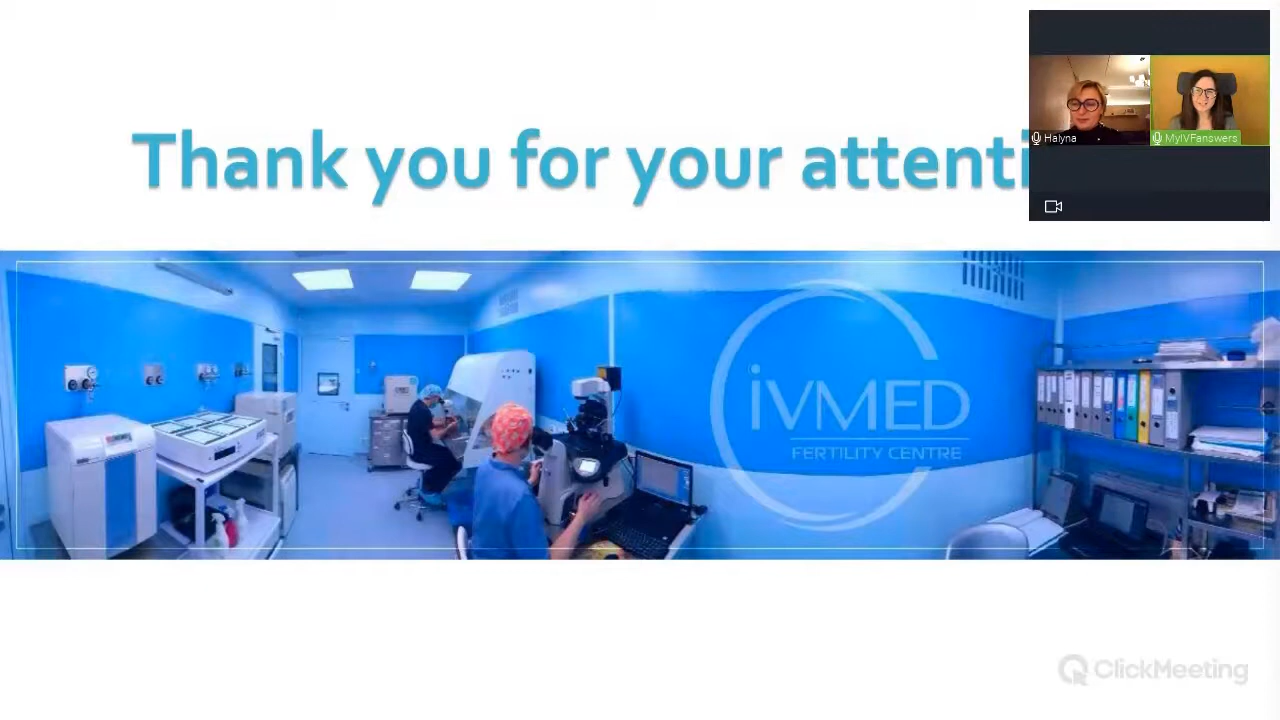 Thank you for your attenti
Halyna
MyIVFanswers
iVMED
FERTILITY CENTRE
ClickMeeting